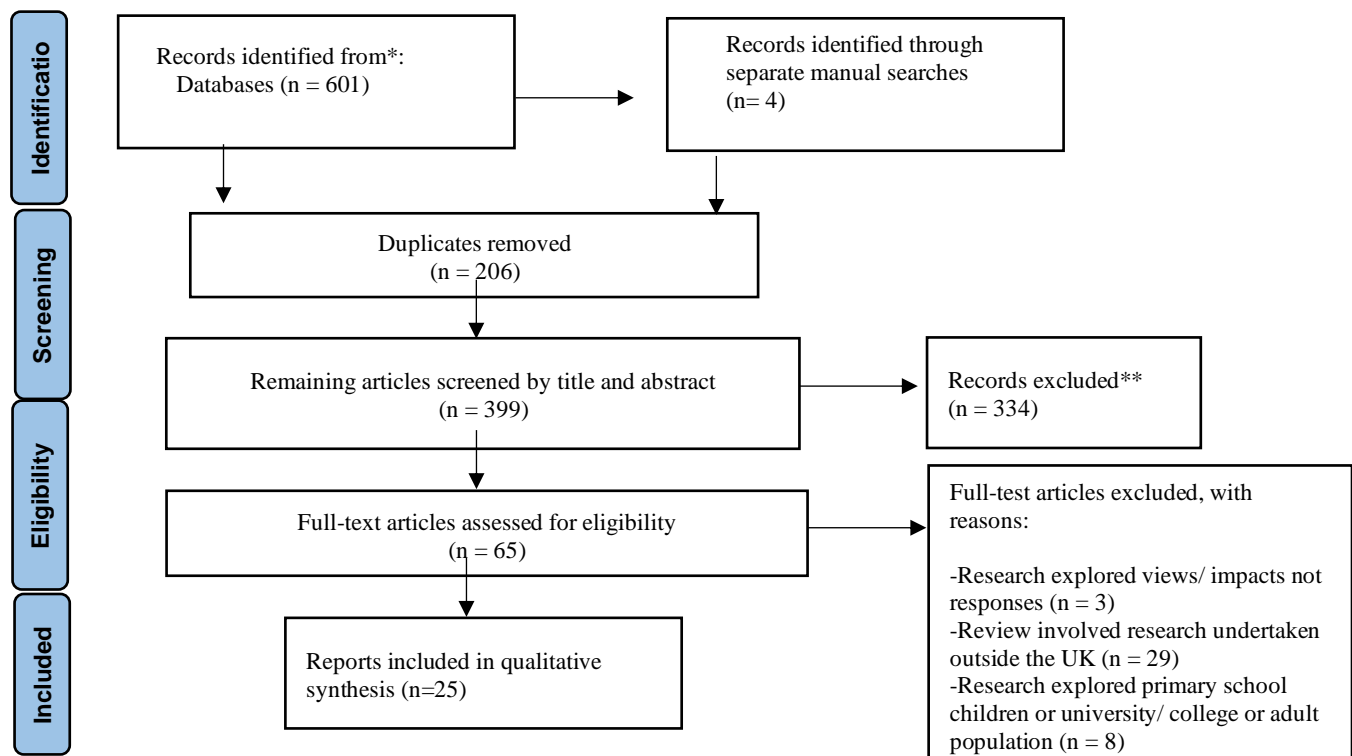 Identificatio
Records identified from*:
Databases (n = 601)
Records identified through
separate manual searches
(n= 4)
Screening
Duplicates removed
(n = 206)
Remaining articles screened by title and abstract
(n = 399)
Records excluded**
(n = 334)
Eligibility
Full-text articles assessed for eligibility
(n = 65)
Full-test articles excluded, with
reasons:
-Research explored views/ impacts not
responses (n = 3)
-Review involved research undertaken
outside the UK (n = 29)
-Research explored primary school
children or university/ college or adult
population (n = 8)
Included
Reports included in qualitative
synthesis (n=25)